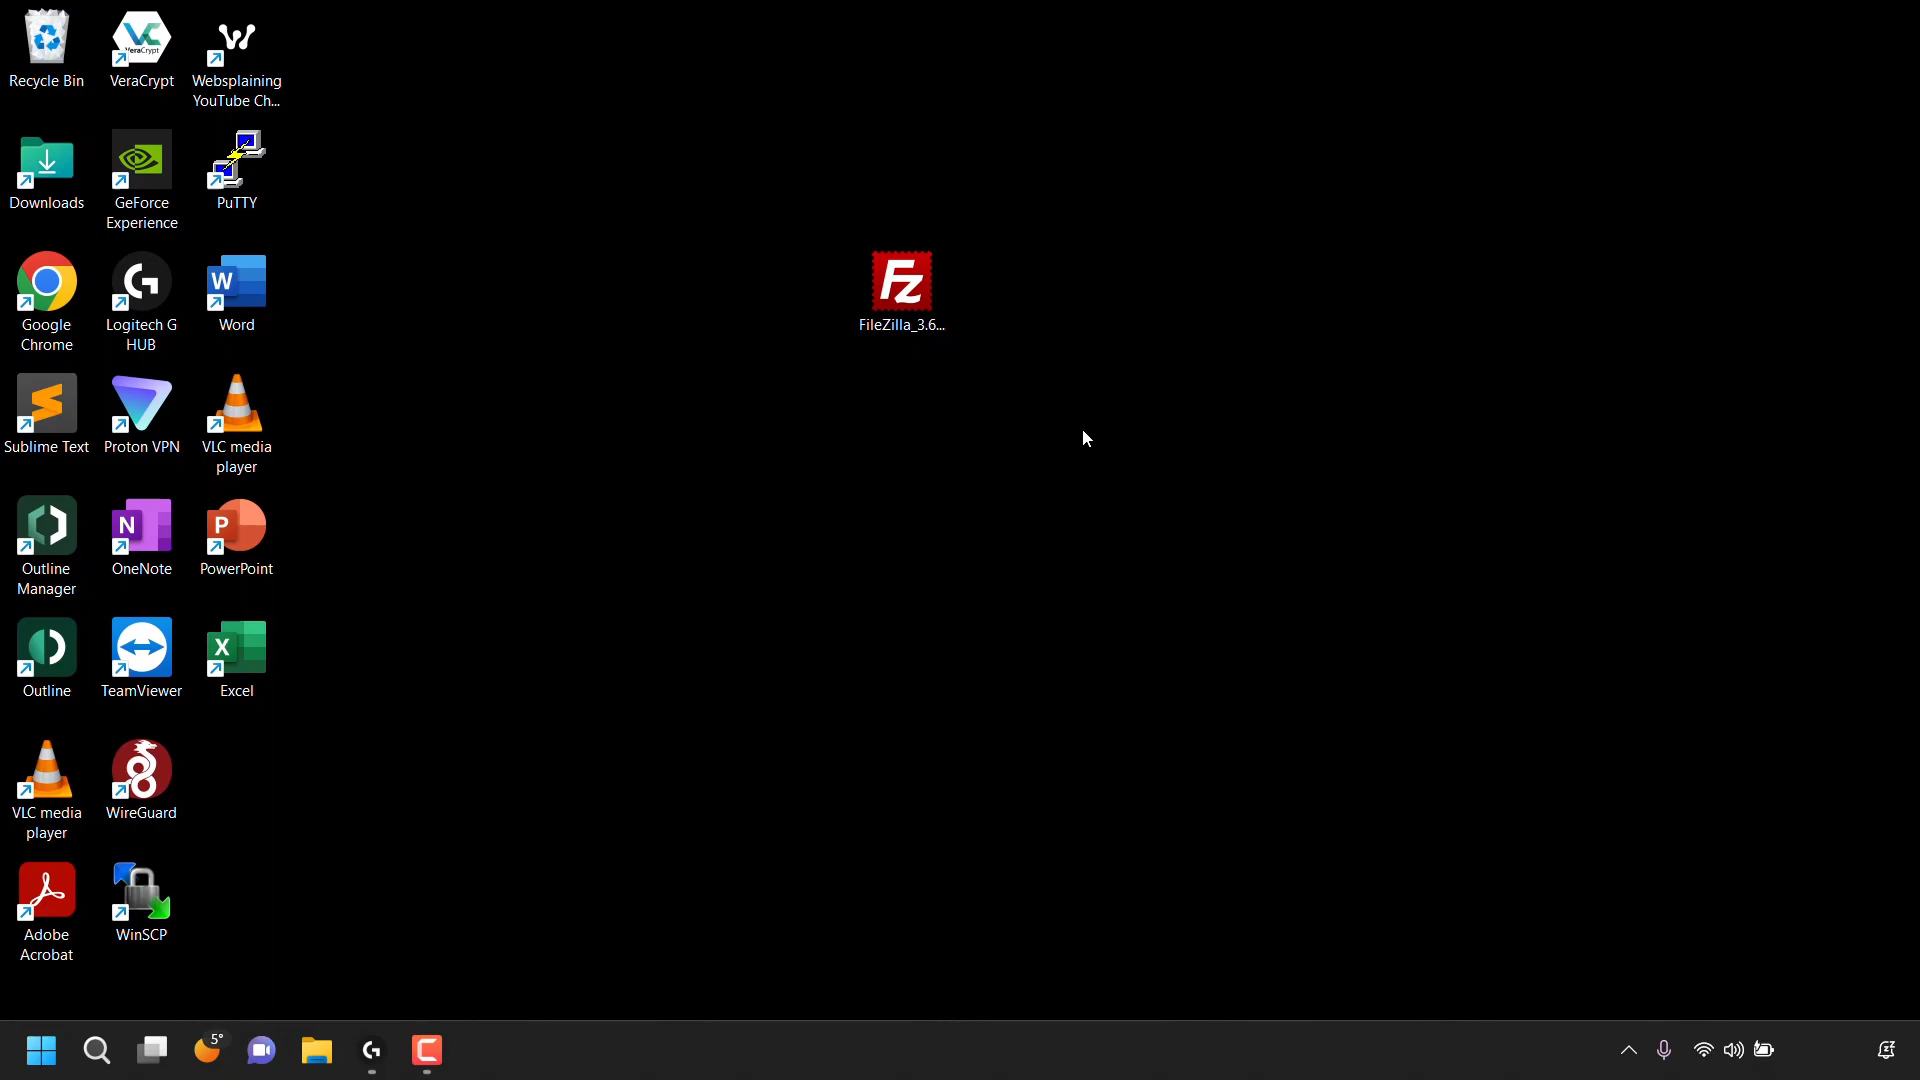 Recycle Bin
VeraCrypt
VeraCrypt
Websplaining
YouTube Ch...
Downloads
GeForce
Experience
PuTTY
Google
Chrome
Logitech G
HUB
W
Word
Fz
FileZilla_3.6...
Sublime Text
Proton VPN
VLC media
player
Outline
Manager
N
OneNote
P
PowerPoint
Outline
TeamViewer
X
Excel
VLC media
player
WireGuard
Adobe
Acrobat
WinSCP
5°